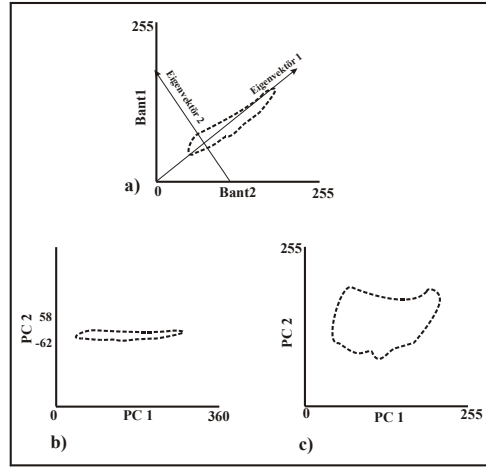 255
Bant1
Eigenvektör 1
Eigenvektör 2
a)
0
Bant2
255
PC 2
58
-62
0
PC 1
360
b)
255
PC 2
0
PC 1
255
c)